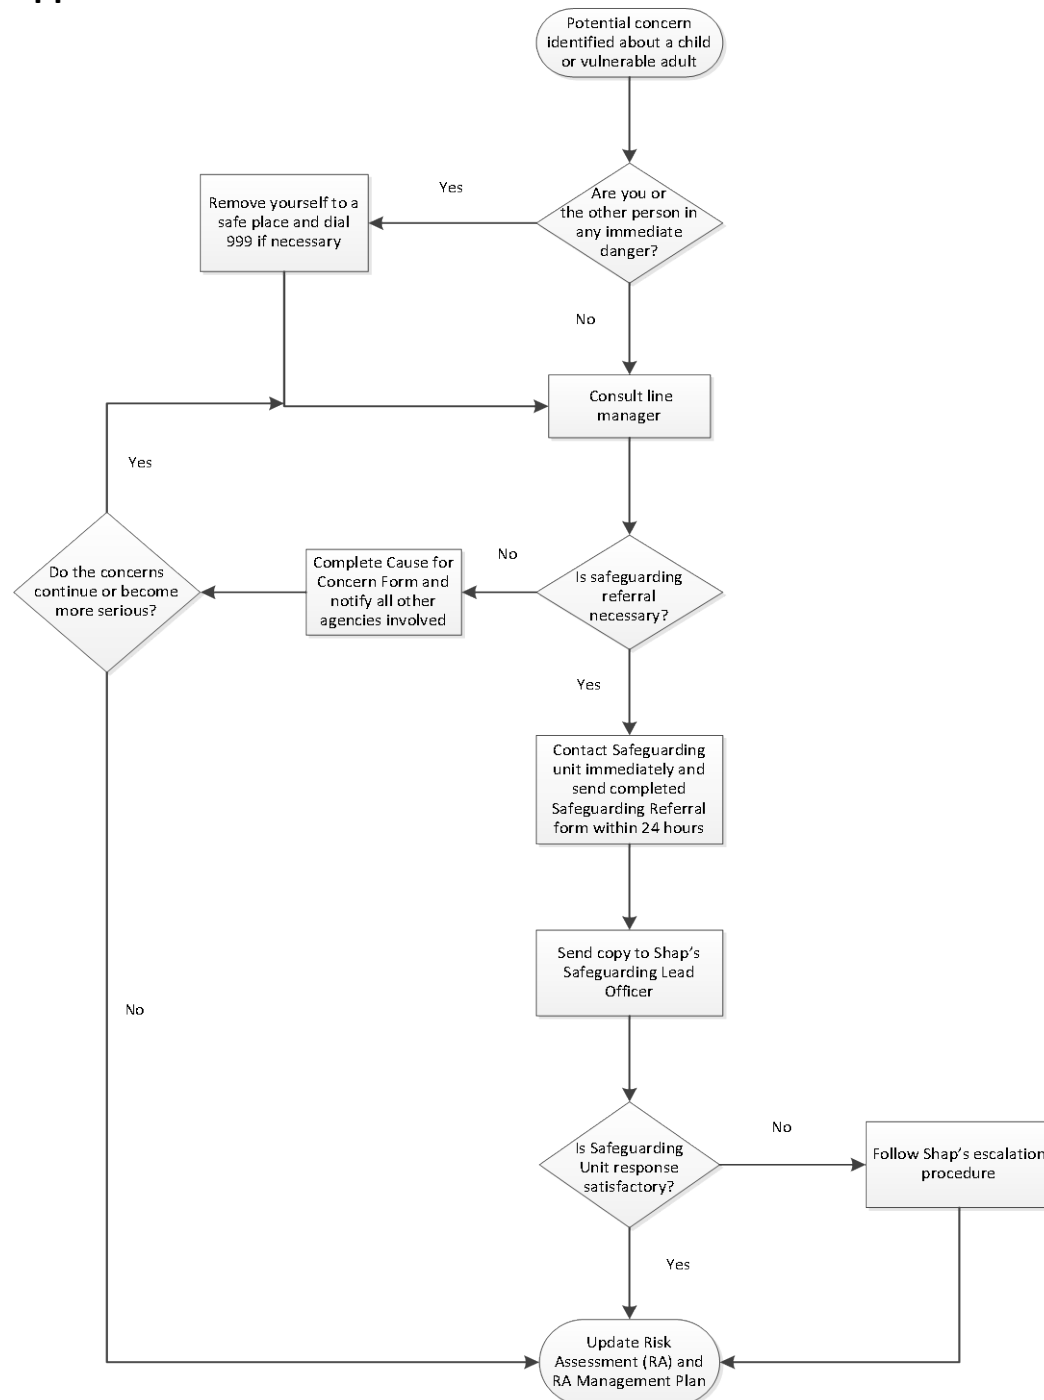 Potential concern
identified about a child
or vulnerable adult
Are you or
the other person in
any immediate
danger?
Yes
Remove yourself to a
safe place and dial
999 if necessary
No
Consult line
manager
Yes
Is safeguarding
referral
necessary?
No
Complete Cause for
Concern Form and
notify all other
agencies involved
Do the concerns
continue or become
more serious?
Yes
Contact Safeguarding
unit immediately and
send completed
Safeguarding Referral
form within 24 hours
Send copy to Shap's
Safeguarding Lead
Officer
No
Is Safeguarding
Unit response
satisfactory?
No
Follow Shap's escalation
procedure
Yes
Update Risk
Assessment (RA) and
RA Management Plan